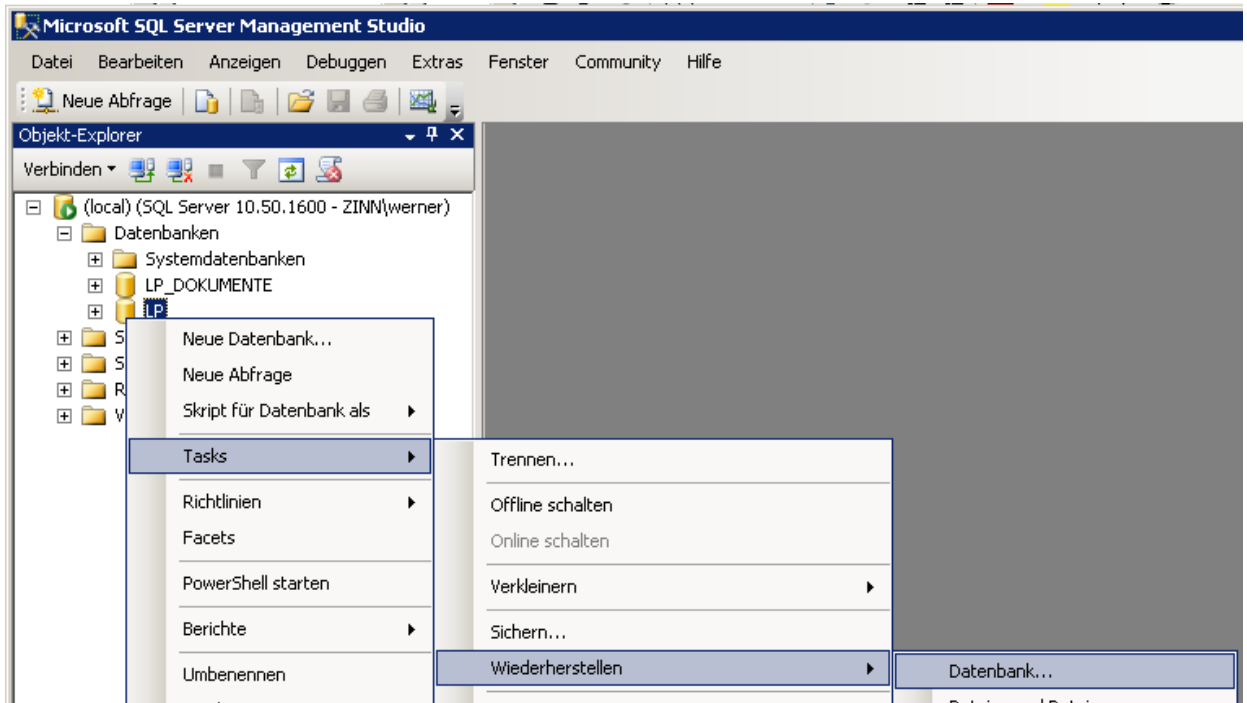 Microsoft SQL Server Management Studio
Datei Bearbeiten Anzeigen Debuggen Extras Fenster Community Hilfe
Neue Abfrage
Objekt-Explorer
Verbinden
(local) (SQL Server 10.50.1600 - ZINN\werner)
Datenbanken
Systemdatenbanken
LP_DOKUMENTE
LP
S
S
R
V
Neue Datenbank...
Neue Abfrage
Skript für Datenbank als
Tasks
Richtlinien
Facets
PowerShell starten
Berichte
Umbenennen
Trennen...
Offline schalten
Online schalten
Verkleinern
Sichern...
Wiederherstellen
Datenbank...